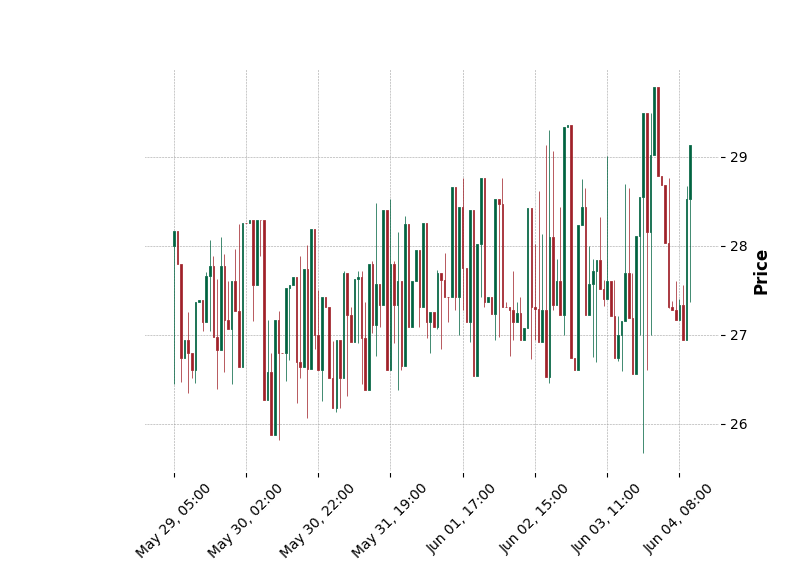 29
28
27
26
Price
May 29, 05:00
May 30, 02:00
May 30, 22:00
May 31, 19:00
Jun 01, 17:00
Jun 02, 15:00
Jun 03, 11:00
Jun 04, 08:00